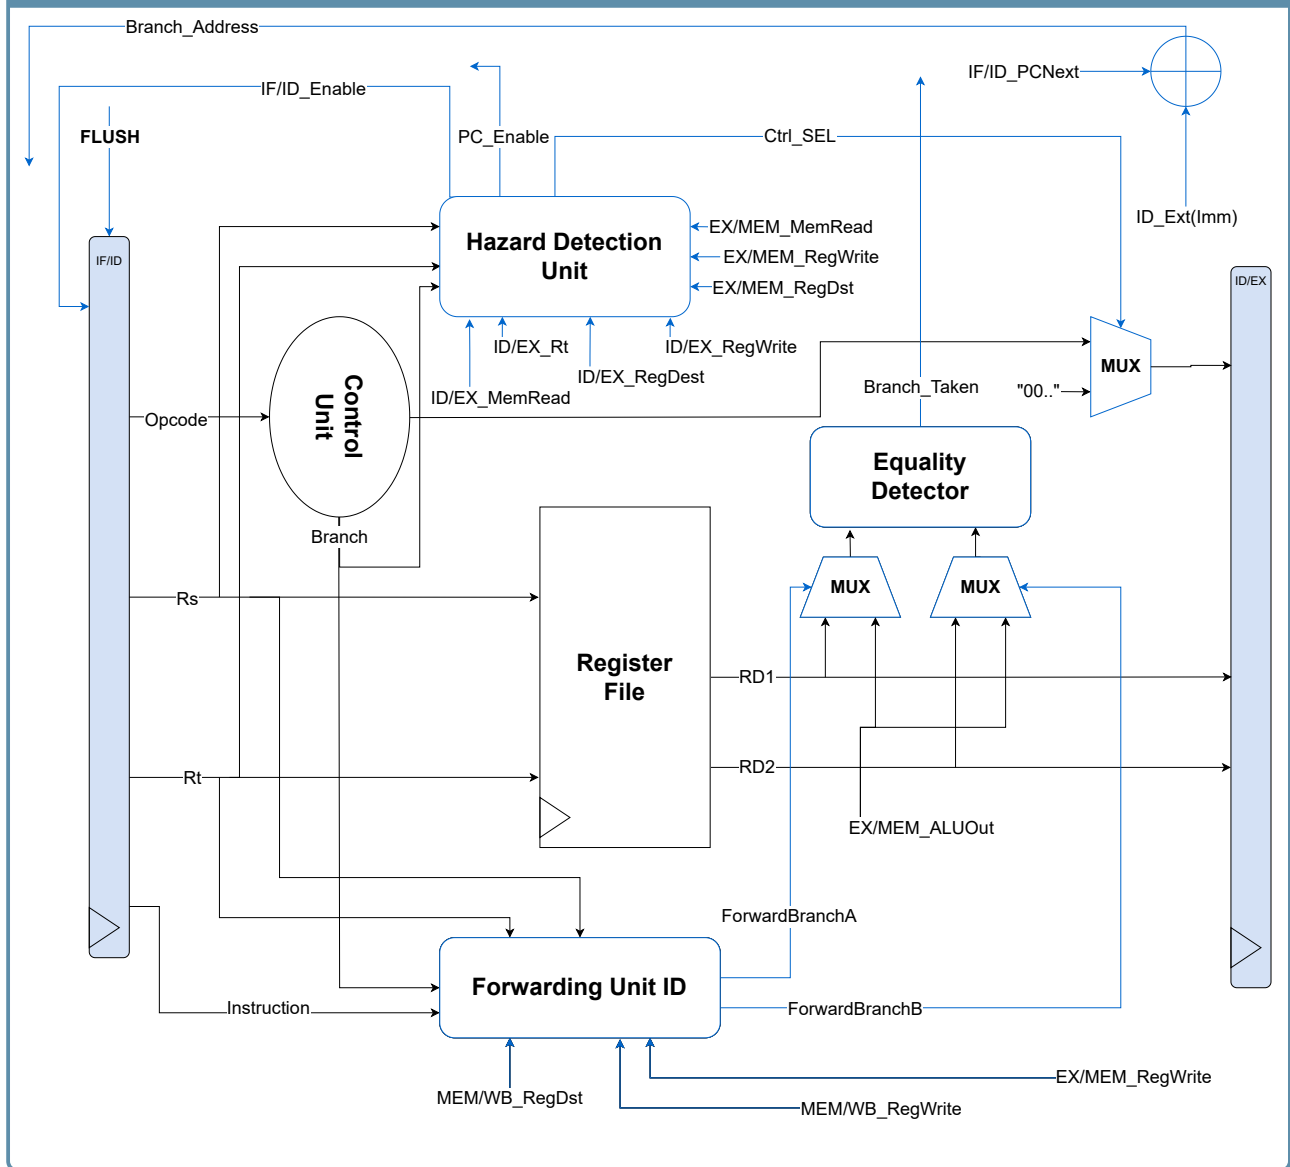 Branch_Address
IF/ID_PCNext
IF/ID_Enable
FLUSH
PC_Enable
Ctrl_SEL
ID_Ext(Imm)
EX/MEM_MemRead
Hazard Detection
Unit
EX/MEM_RegWrite
EX/MEM_RegDst
IF/ID
ID/EX
ID/EX_Rt
ID/EX_RegWrite
ID/EX_RegDest
ID/EX_MemRead
MUX
"00.."
Branch_Taken
Control
Unit
Opcode
Equality
Detector
Branch
MUX
MUX
Rs
Register
File
RD1
RD2
Rt
EX/MEM_ALUOut
ForwardBranchA
Forwarding Unit ID
Instruction
ForwardBranchB
EX/MEM_RegWrite
MEM/WB_RegDst
MEM/WB_RegWrite